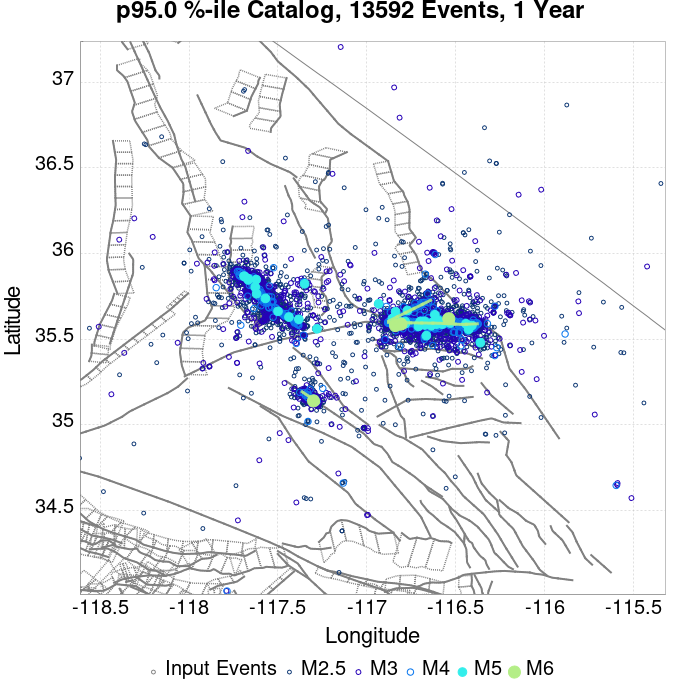 p95.0 %-ile Catalog, 13592 Events, 1 Year
37
36.5
36
35.5
35
34.5
Latitude
-118.5 -118 -117.5 -117 -116.5 -116 -115.5
Longitude
Input Events M2.5 M3 M4 M5 M6